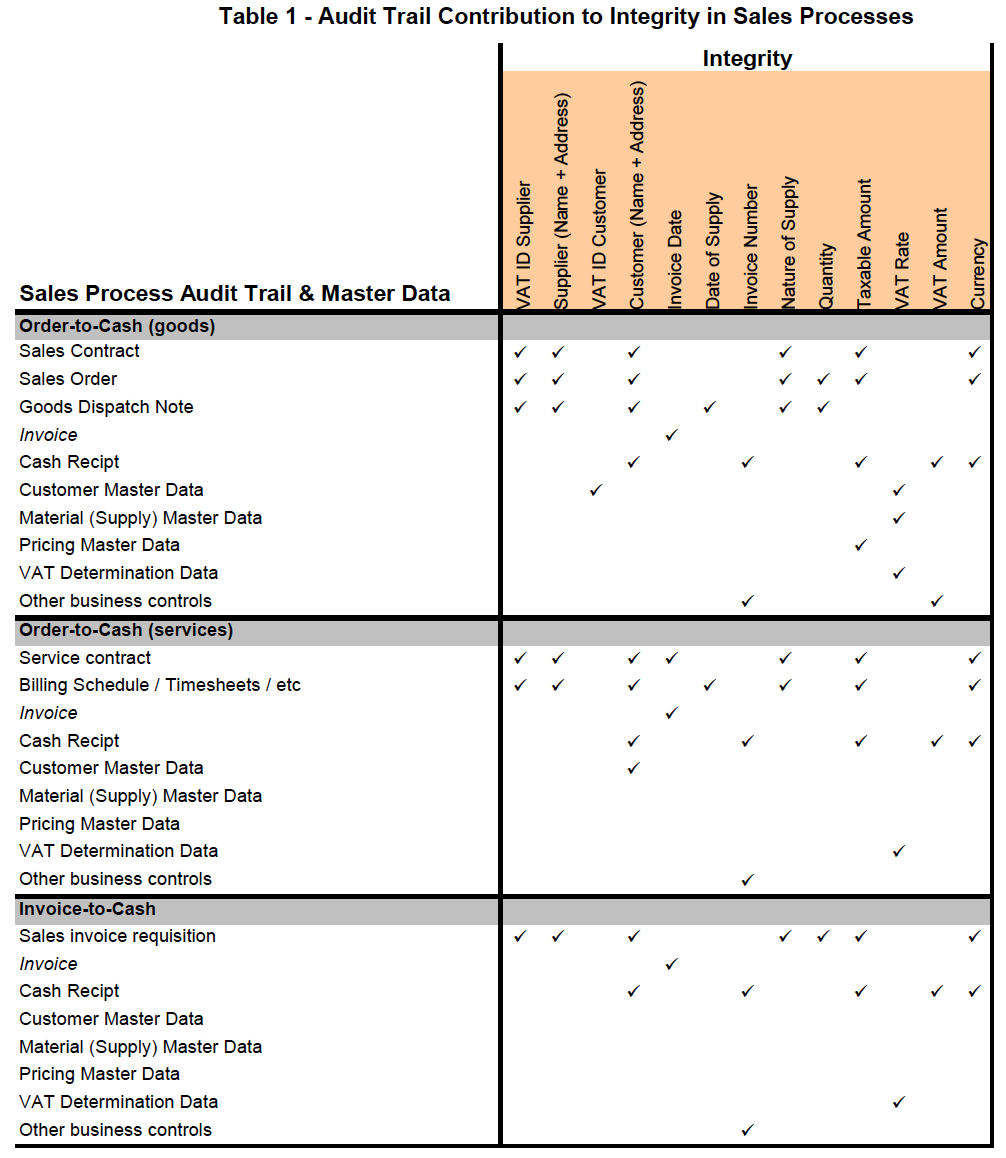 Table 1 - Audit Trail Contribution to Integrity in Sales Processes
Integrity
VAT ID Supplier
Supplier (Name + Address)
VAT ID Customer
Customer (Name + Address)
Invoice Date
Date of Supply
Invoice Number
Nature of Supply
Quantity
Taxable Amount
VAT Rate
VAT Amount
Currency
Sales Process Audit Trail & Master Data
Order-to-Cash (goods)
Sales Contract ✓ ✓ ✓ ✓ ✓ ✓
Sales Order ✓ ✓ ✓ ✓ ✓ ✓ ✓
Goods Dispatch Note ✓ ✓ ✓ ✓ ✓ ✓
Invoice ✓
Cash Recipt ✓ ✓ ✓ ✓ ✓
Customer Master Data ✓ ✓
Material (Supply) Master Data ✓
Pricing Master Data ✓
VAT Determination Data ✓
Other business controls ✓ ✓
Order-to-Cash (services)
Service contract ✓ ✓ ✓ ✓ ✓ ✓ ✓
Billing Schedule / Timesheets / etc ✓ ✓ ✓ ✓ ✓ ✓ ✓
Invoice ✓
Cash Recipt ✓ ✓ ✓ ✓ ✓
Customer Master Data ✓
Material (Supply) Master Data
Pricing Master Data
VAT Determination Data ✓
Other business controls ✓
Invoice-to-Cash
Sales invoice requisition ✓ ✓ ✓ ✓ ✓ ✓ ✓
Invoice ✓
Cash Recipt ✓ ✓ ✓ ✓ ✓
Customer Master Data
Material (Supply) Master Data
Pricing Master Data
VAT Determination Data ✓
Other business controls ✓